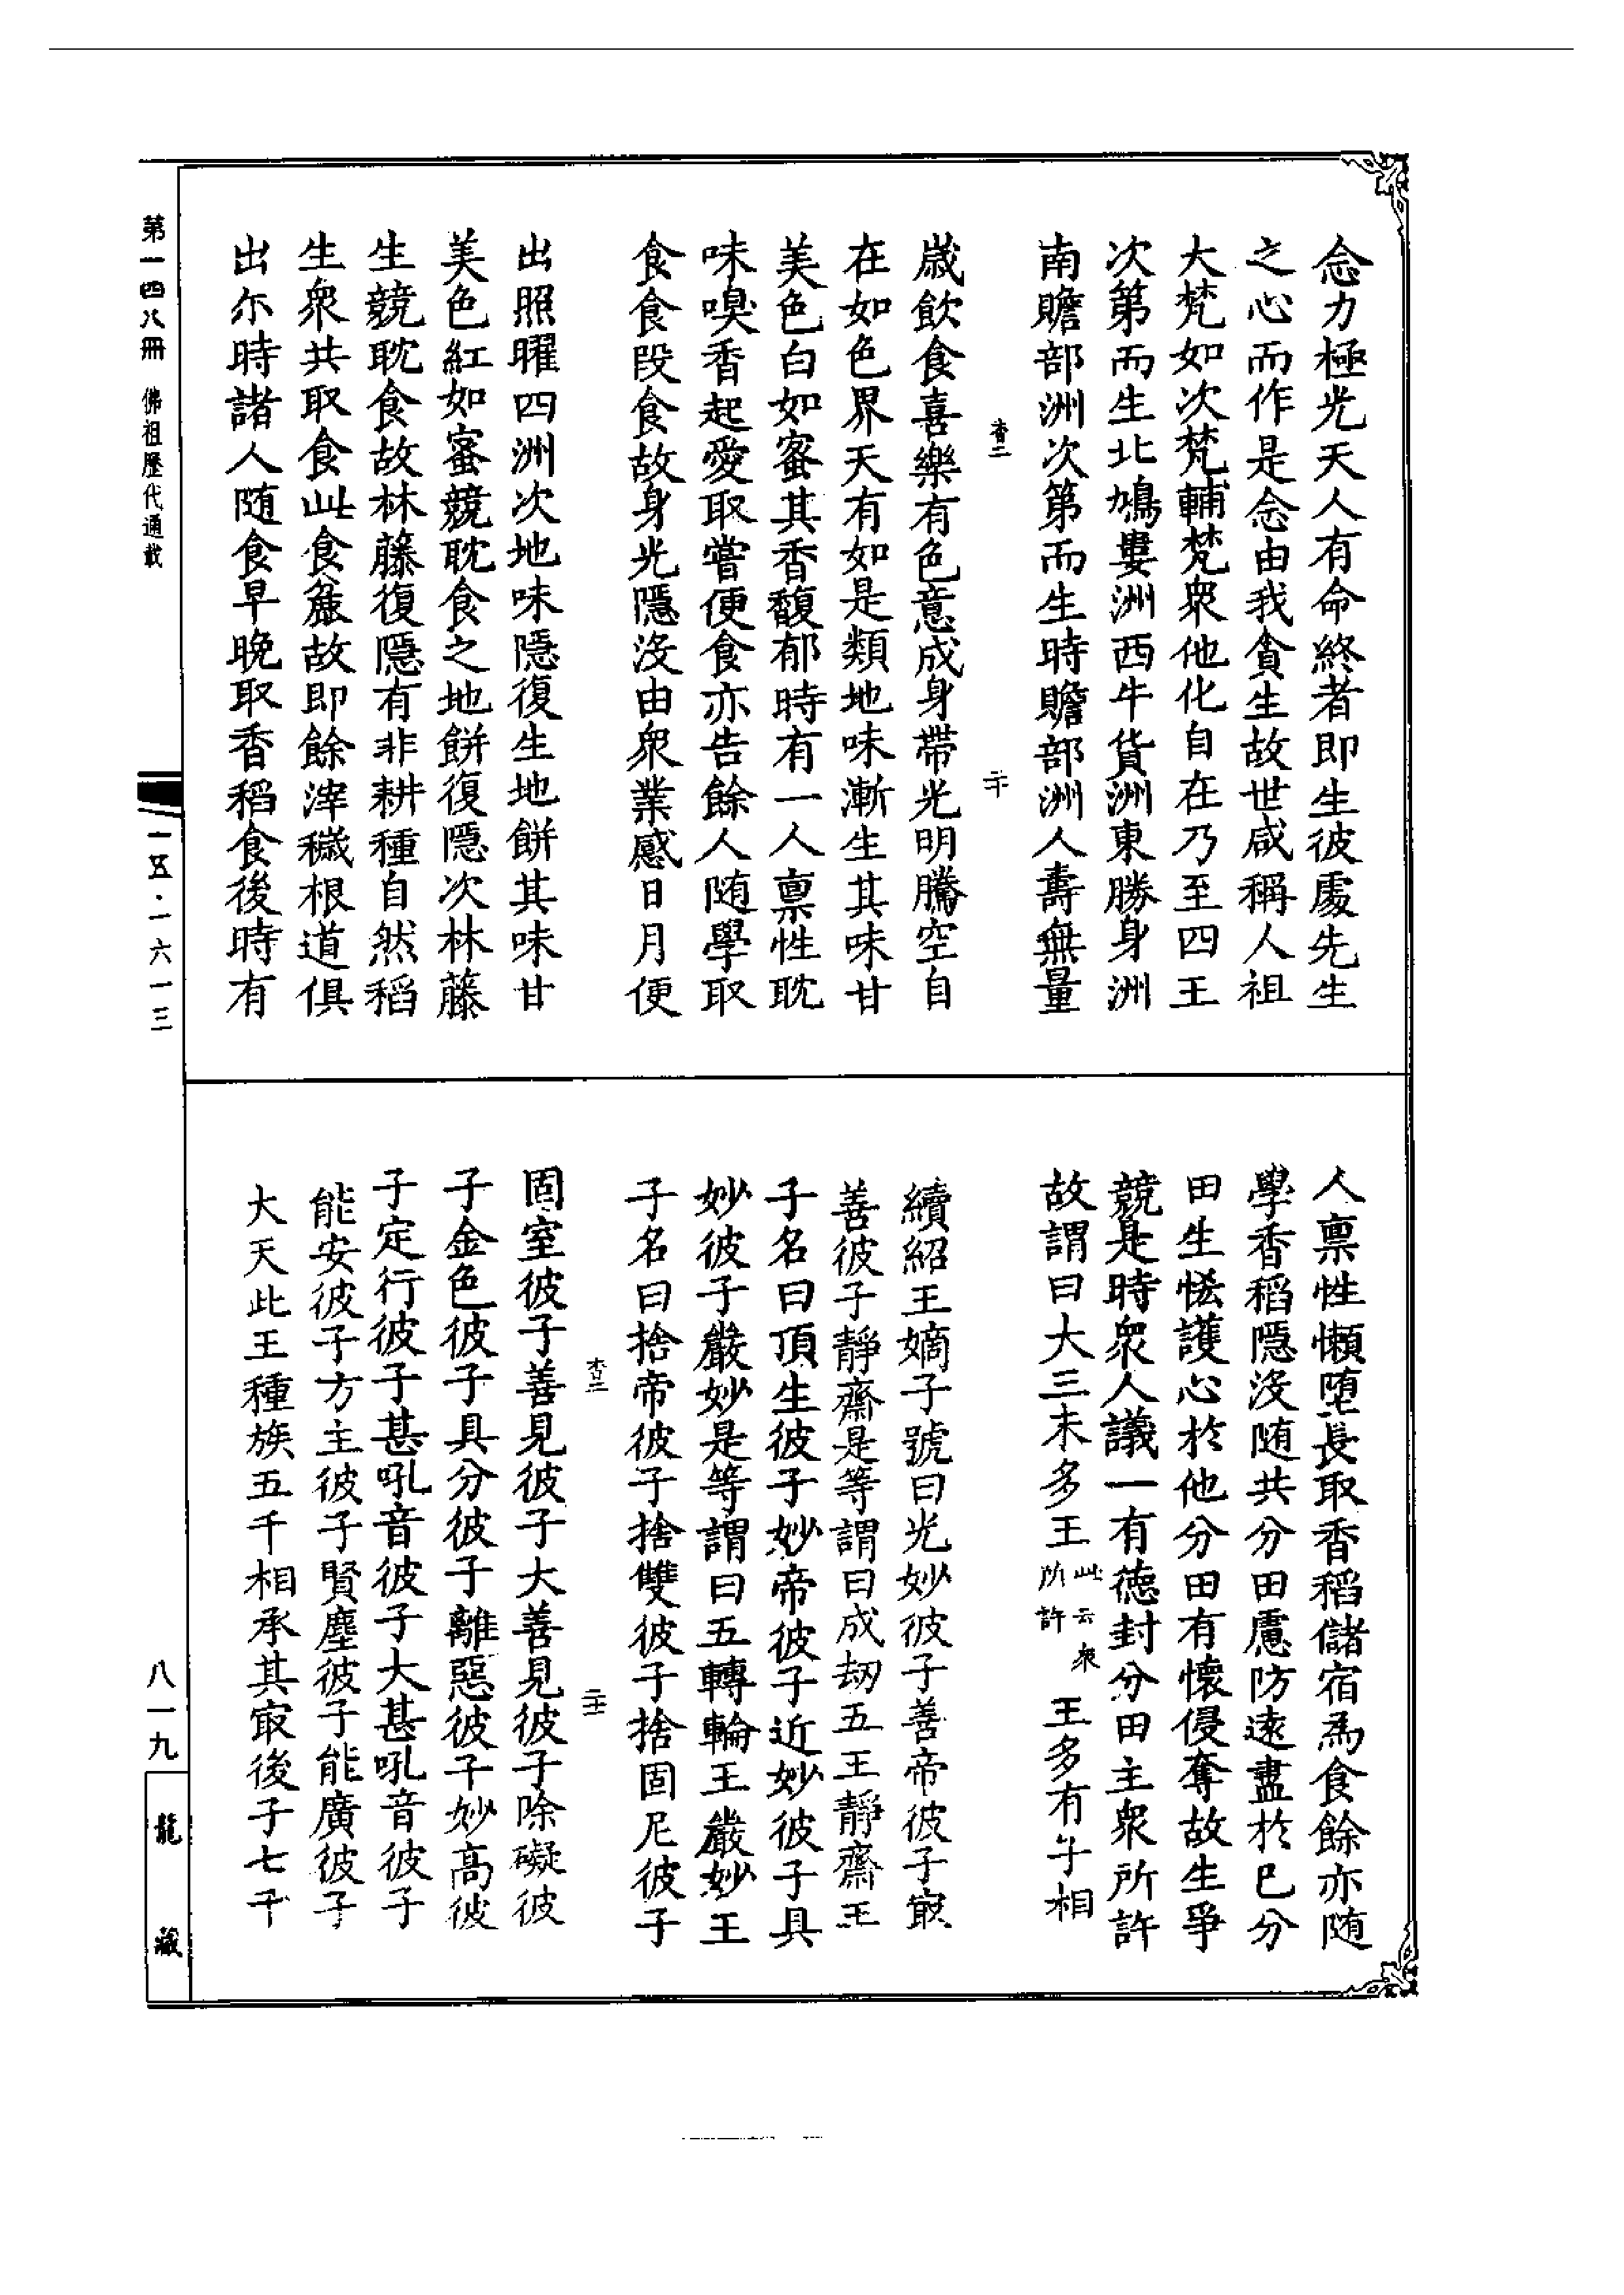 念力極光天人有命終者即生彼處先生
之心而作是念由我貪生故世咸稱人祖
大梵如次梵輔梵衆他化自在乃至四王
次第而生北鳩婁洲西牛貨洲東勝身洲
南贍部洲次第而生時贍部洲人壽無量
二十
歲飲食喜樂有色意成身帶光明騰空自
在如色界天有如是類地味漸生其味甘
美色白如蜜其香馥郁時有一人禀性耽
味嗅香起愛取嘗便食亦告餘人随學取
食食段食故身光隱沒由衆業感日月便
出照曜四洲次地味隱復生地餅其味甘
美色紅如蜜競耽食之地餅復隱次林藤
生競耽食故林藤復隱有非耕種自然稻
生衆共取食此食麁故即餘滓穢根道俱
出尓時諸人随食早晚取香稻食後時有
人禀性懶墮長取香稻儲宿為食餘亦随
學香稻隱沒随共分田慮防遠盡於巳分
田生恡護心於他分田有懷侵奪故生爭
競是時衆人議一有德封分田主衆所許
故謂曰大三末多王此云衆所許王多有子相
續紹王嫡子號曰光妙彼子善帝彼子㝡
善彼子靜齋是等謂曰成劫五王靜齋王
子名曰頂生彼子妙帝彼子近妙彼子具
妙彼子嚴妙是等謂曰五轉輪王嚴妙王
子名曰捨帝彼子捨雙彼子捨固尼彼子
固室彼子善見彼子大善見彼子除礙彼
子金色彼子具分彼子離惡彼子妙高彼
子定行彼子甚吼音彼子大甚吼音彼子
能安彼子方主彼子賢塵彼子能廣彼子
大天此王種族五千相承其㝡後子七千
第一四八冊 佛祖歷代通載
一五·一六一三
八一九
龍藏